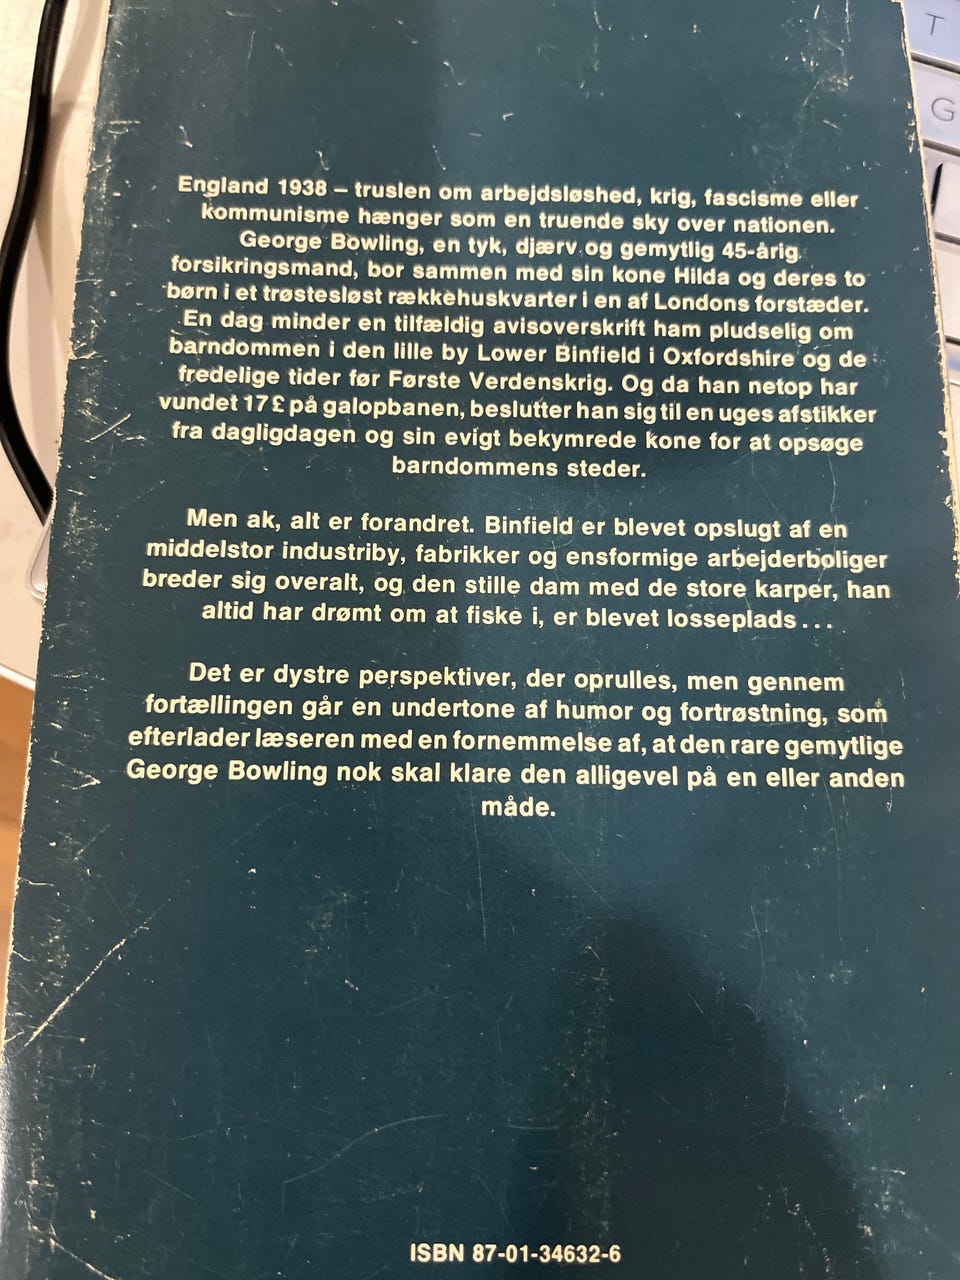 England 1938 – truslen om arbejdsløshed, krig, fascisme eller
kommunisme hænger som en truende sky over nationen.
George Bowling, en tyk, djærv og gemytlig 45-årig
forsikringsmand, bor sammen med sin kone Hilda og deres to
børn i et trøstesløst rækkehuskvarter i en af Londons forstæder.
En dag minder en tilfældig avisoverskrift ham pludselig om
barndommen i den lille by Lower Binfield i Oxfordshire og de
fredelige tider før Første Verdenskrig. Og da han netop har
vundet 17 £ på galopbanen, beslutter han sig til en uges afstikker
fra dagligdagen og sin evigt bekymrede kone for at opsøge
barndommens steder.
Men ak, alt er forandret. Binfield er blevet opslugt af en
middelstor industriby, fabrikker og ensformige arbejderboliger
breder sig overalt, og den stille dam med de store karper, han
altid har drømt om at fiske i, er blevet losseplads...
Det er dystre perspektiver, der oprulles, men gennem
fortællingen går en undertone af humor og fortrøstning, som
efterlader læseren med en fornemmelse af, at den rare gemytlige
George Bowling nok skal klare den alligevel på en eller anden
måde.
ISBN 87-01-34632-6
T
G